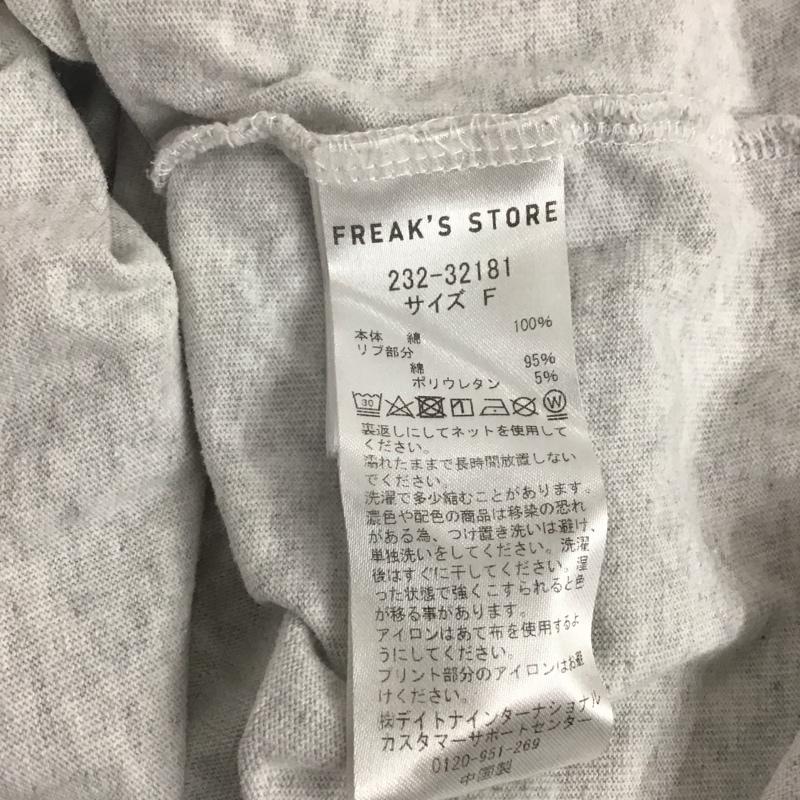 FREAK'S STORE
232-32181
サイズ F
本体 綿 100%
リブ部分
綿 95%
ポリウレタン 5%
30 1 W
裏返しにしてネットを使用して
ください。
濡れたままで長時間放置しない
でください。
洗濯で多少縮むことがあります。
濃色や配色の商品は移染の恐れ
がある為、つけ置き洗いは避け、
単独洗いをしてください。洗濯
後はすぐに干してください。湿
った状態で強くこすられると色
が移る事があります。
アイロンはあて布を使用するよ
うにしてください。
プリント部分のアイロンはお避
けください。
㈱デイトナインターナショナル
カスタマーサポートセンター
0120-951-269
中国製